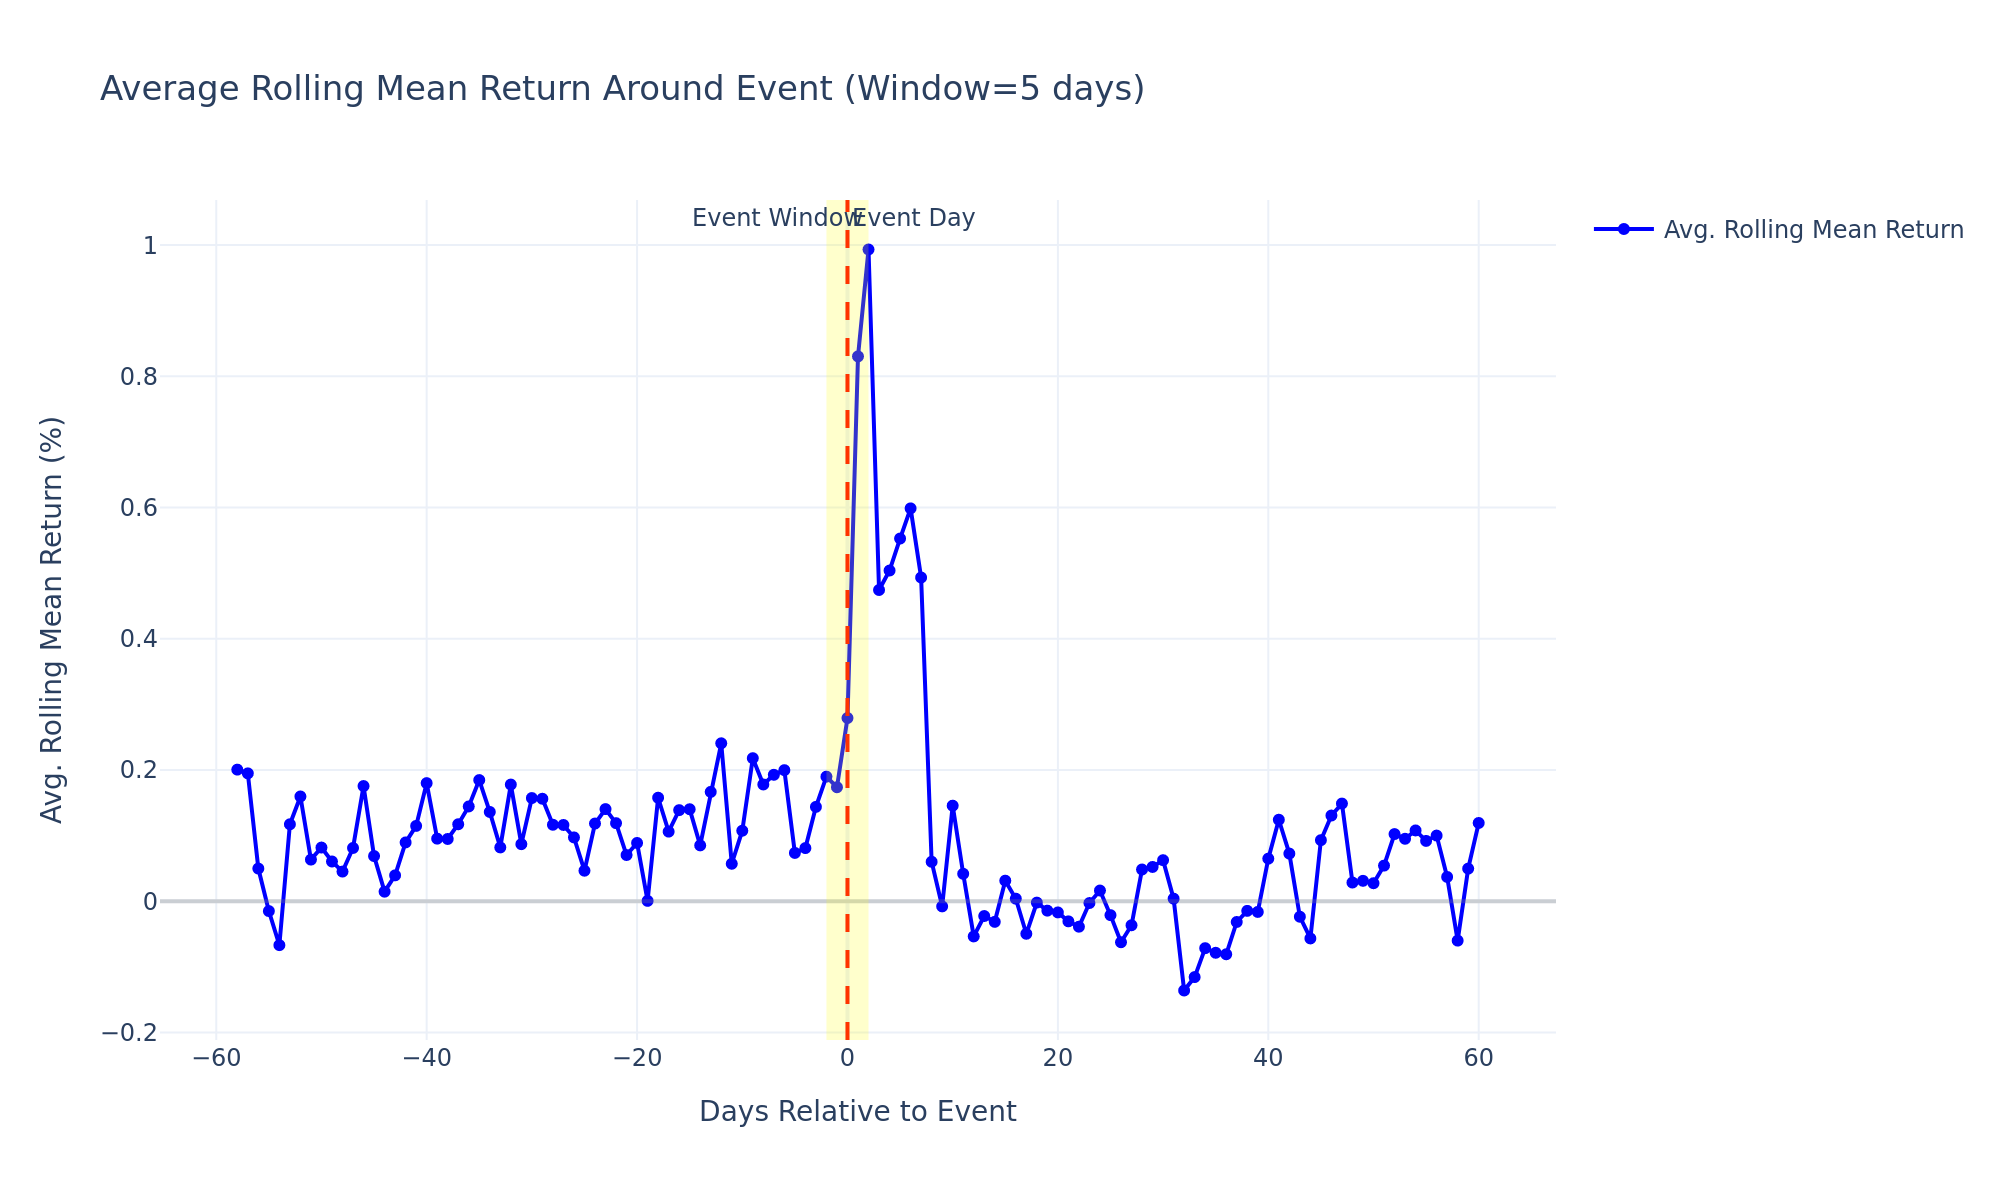 Average Rolling Mean Return Around Event (Window=5 days)
Event Window
Event Day
Avg. Rolling Mean Return
1
0.8
0.6
0.4
0.2
0
−0.2
Avg. Rolling Mean Return (%)
−60
−40
−20
0
20
40
60
Days Relative to Event